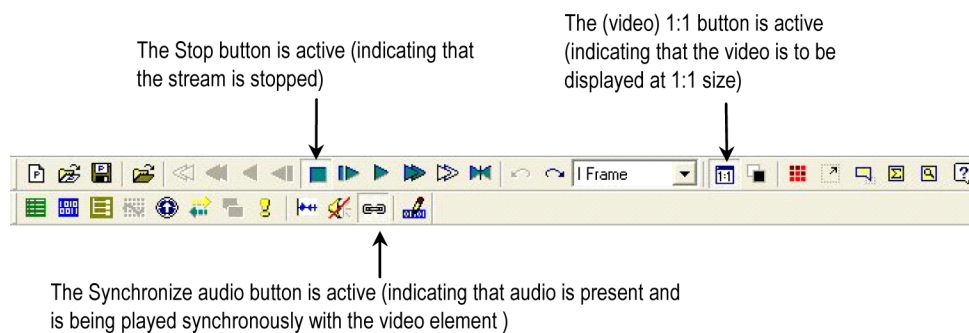 The (video) 1:1 button is active
(indicating that the video is to be
displayed at 1:1 size)
The Stop button is active (indicating that
the stream is stopped)
I Frame
1:1
The Synchronize audio button is active (indicating that audio is present and
is being played synchronously with the video element )